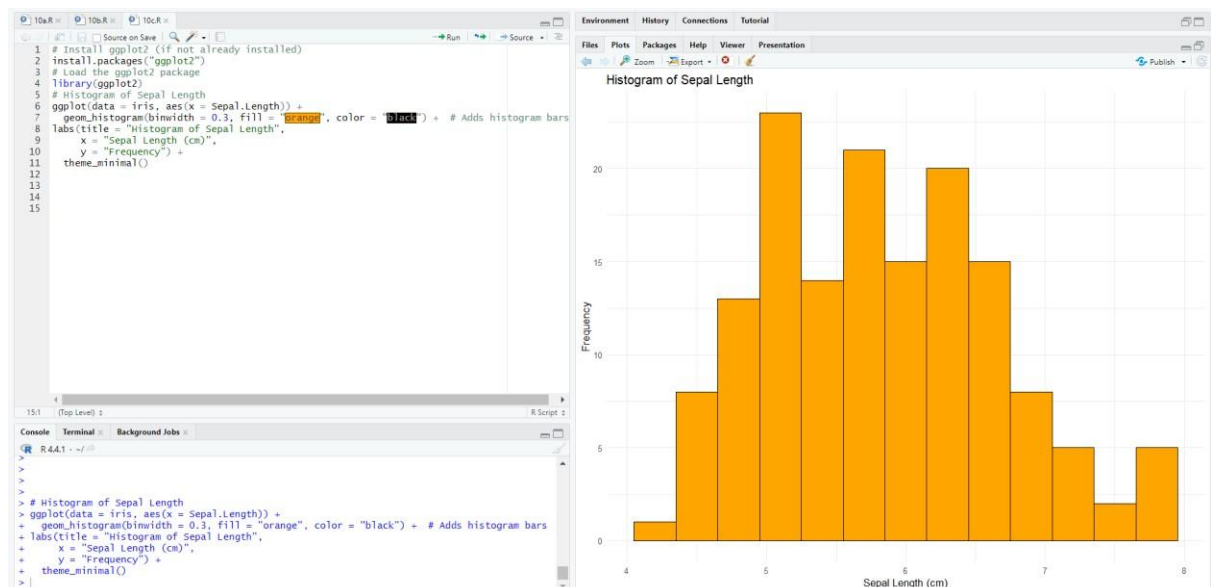 10a.R × 10b.R × 10c.R ×
Source on Save Run Source
1 # Install ggplot2 (if not already installed)
2 install.packages("ggplot2")
3 # Load the ggplot2 package
4 library(ggplot2)
5 # Histogram of Sepal Length
6 ggplot(data = iris, aes(x = Sepal.Length)) +
7 geom_histogram(binwidth = 0.3, fill = "orange", color = "black") + # Adds histogram bars
8 labs(title = "Histogram of Sepal Length",
9 x = "Sepal Length (cm)",
10 y = "Frequency") +
11 theme_minimal()
12
13
14
15
15:1 (Top Level) R Script
Console Terminal × Background Jobs ×
R 4.4.1 · ~/
>
>
>
>
> # Histogram of Sepal Length
> ggplot(data = iris, aes(x = Sepal.Length)) +
+ geom_histogram(binwidth = 0.3, fill = "orange", color = "black") + # Adds histogram bars
+ labs(title = "Histogram of Sepal Length",
+ x = "Sepal Length (cm)",
+ y = "Frequency") +
+ theme_minimal()
>
Environment History Connections Tutorial
Files Plots Packages Help Viewer Presentation
Zoom Export Publish
Histogram of Sepal Length
20
15
10
5
0
Frequency
4 5 6 7 8
Sepal Length (cm)